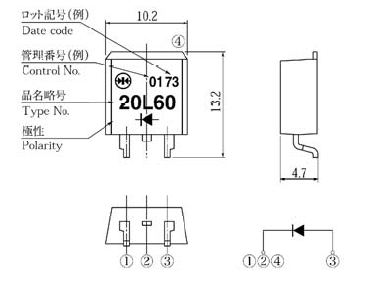 ロット記号(例)
Date code
管理番号(例)
Control No.
品名略号
Type No.
極性
Polarity
10.2
④
0173
20L60
13.2
4.7
① ② ③
①②④ ③